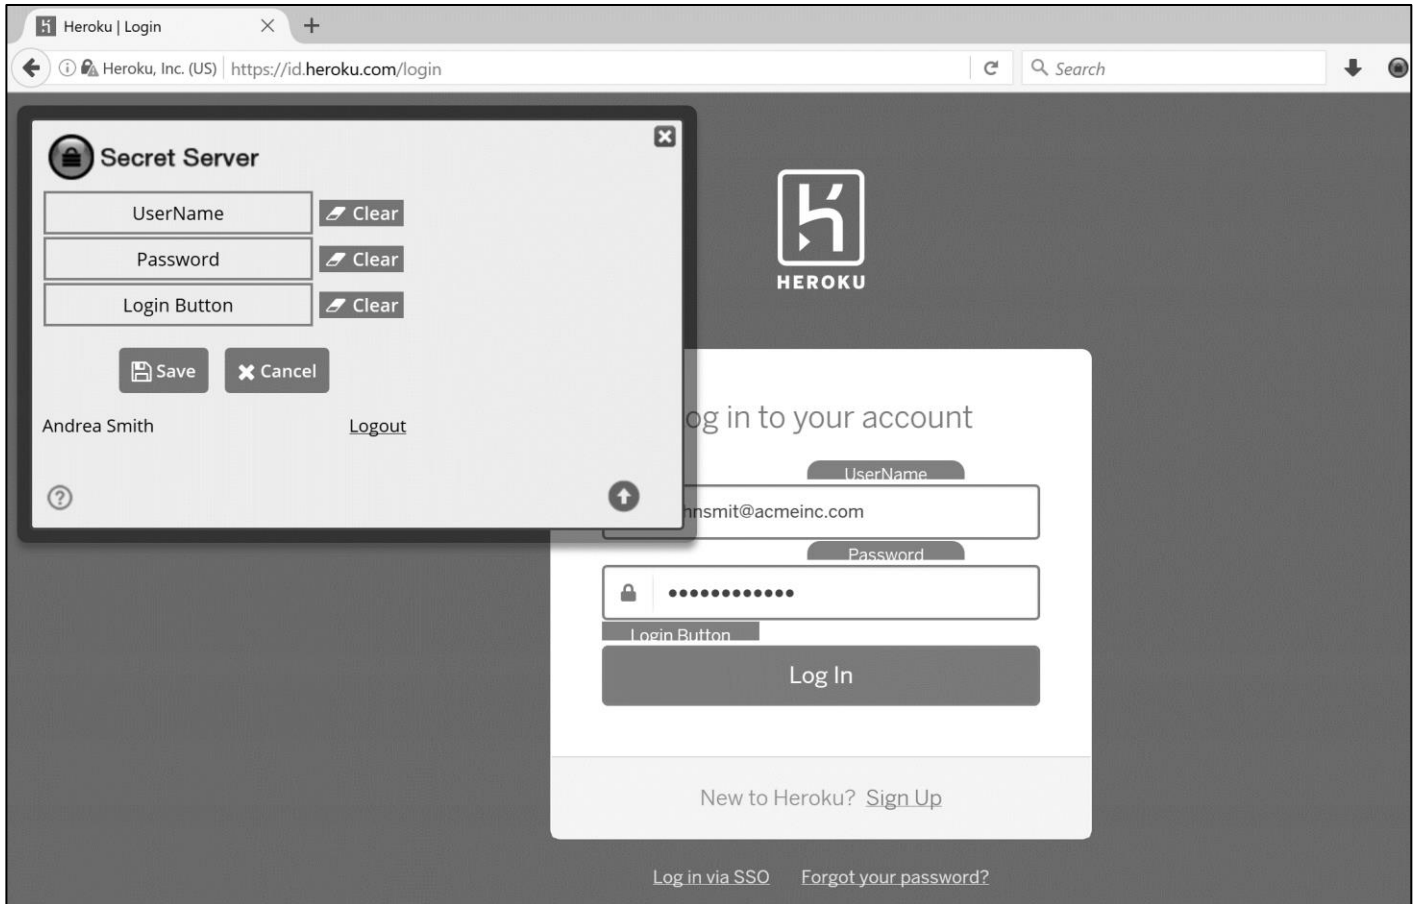 Heroku | Login
Heroku, Inc. (US) https://id.heroku.com/login
Search
Secret Server
UserName Clear
Password Clear
Login Button Clear
Save Cancel
Andrea Smith Logout
HEROKU
og in to your account
UserName
hnsmit@acmeinc.com
Password
Login Button
Log In
New to Heroku? Sign Up
Log in via SSO Forgot your password?